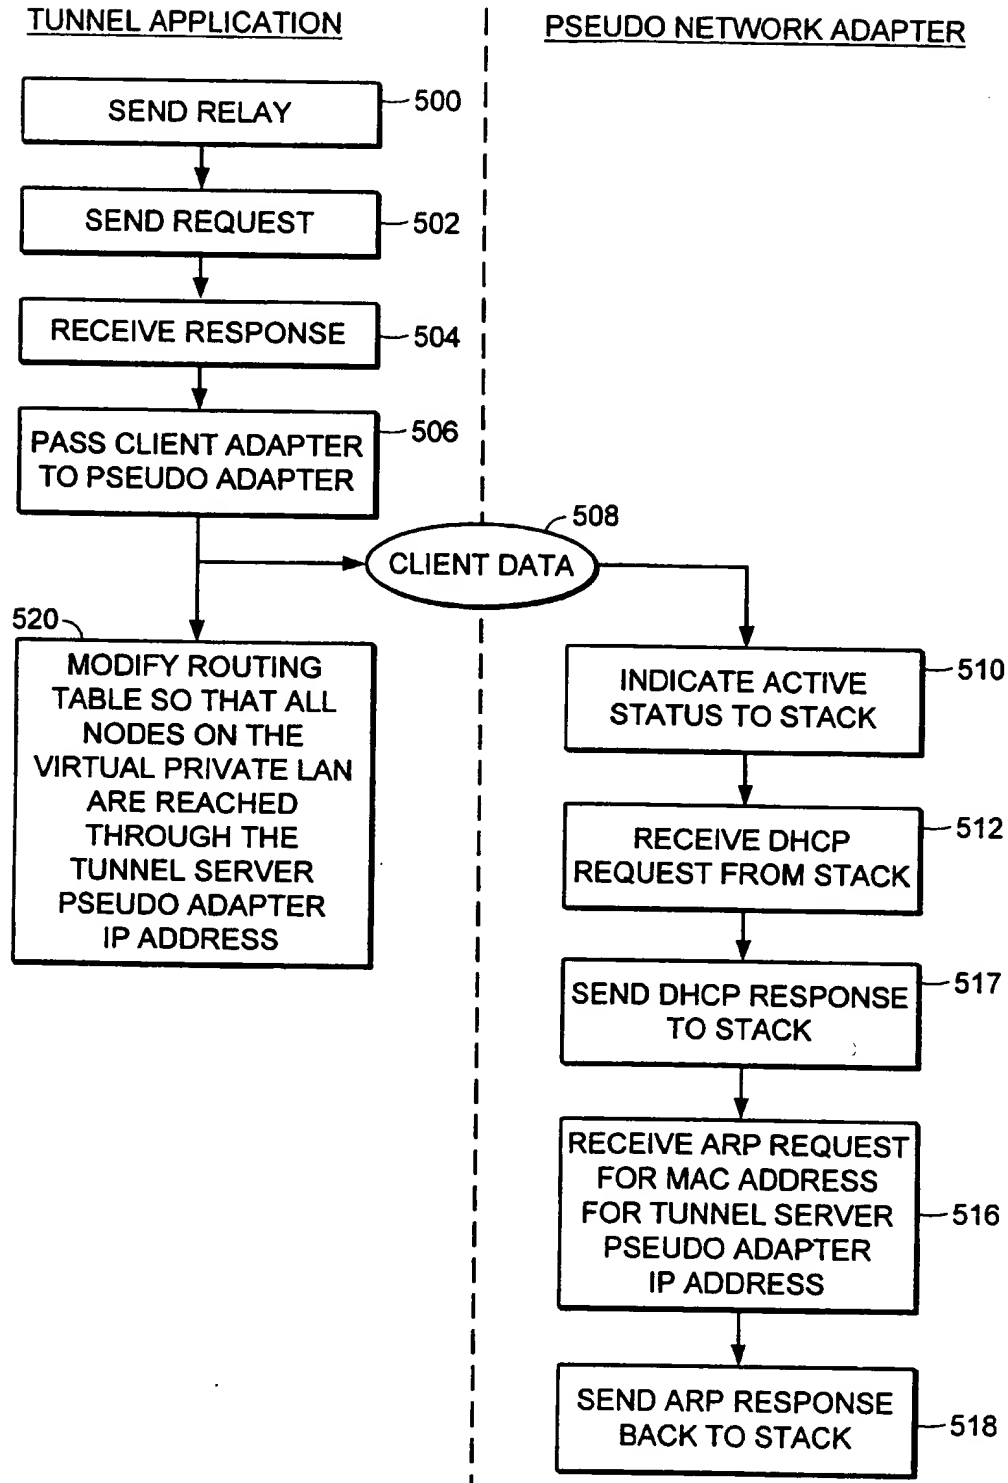 TUNNEL APPLICATION
PSEUDO NETWORK ADAPTER
SEND RELAY
500
SEND REQUEST
502
RECEIVE RESPONSE
504
PASS CLIENT ADAPTER
TO PSEUDO ADAPTER
506
CLIENT DATA
508
520
MODIFY ROUTING
TABLE SO THAT ALL
NODES ON THE
VIRTUAL PRIVATE LAN
ARE REACHED
THROUGH THE
TUNNEL SERVER
PSEUDO ADAPTER
IP ADDRESS
INDICATE ACTIVE
STATUS TO STACK
510
RECEIVE DHCP
REQUEST FROM STACK
512
SEND DHCP RESPONSE
TO STACK
517
RECEIVE ARP REQUEST
FOR MAC ADDRESS
FOR TUNNEL SERVER
PSEUDO ADAPTER
IP ADDRESS
516
SEND ARP RESPONSE
BACK TO STACK
518